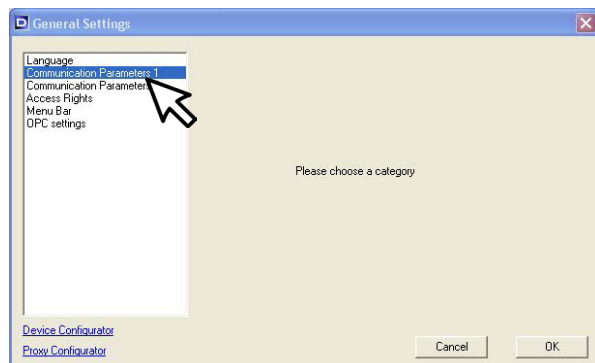 General Settings
Language
Communication Parameters 1
Communication Parameters
Access Rights
Menu Bar
OPC settings
Please choose a category
Device Configurator
Proxy Configurator
Cancel
OK